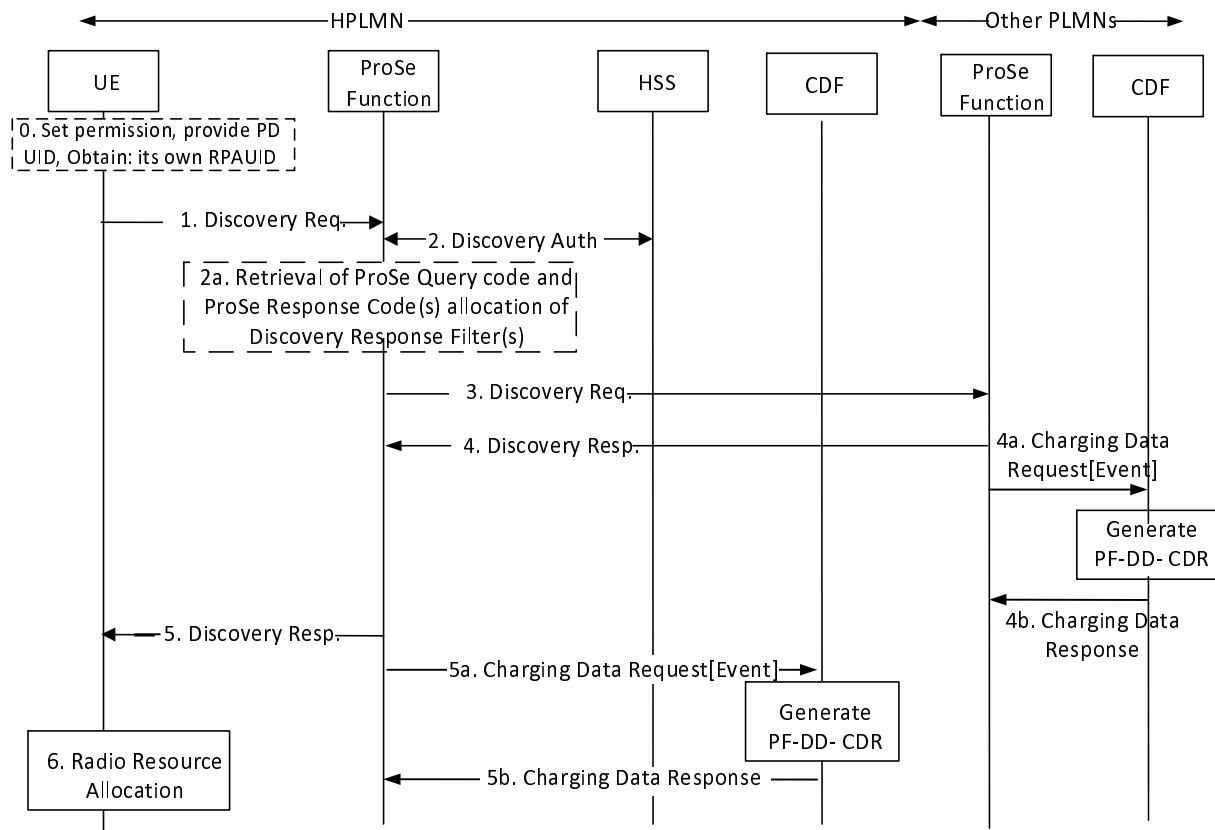 HPLMN
Other PLMNs
UE
ProSe
Function
HSS
CDF
ProSe
Function
CDF
0. Set permission, provide PD
UID, Obtain: its own RPAUID
1. Discovery Req.
2. Discovery Auth
2a. Retrieval of ProSe Query code and
ProSe Response Code(s) allocation of
Discovery Response Filter(s)
3. Discovery Req.
4. Discovery Resp.
4a. Charging Data
Request[Event]
Generate
PF-DD- CDR
4b. Charging Data
Response
5. Discovery Resp.
5a. Charging Data Request[Event]
Generate
PF-DD- CDR
6. Radio Resource
Allocation
5b. Charging Data Response